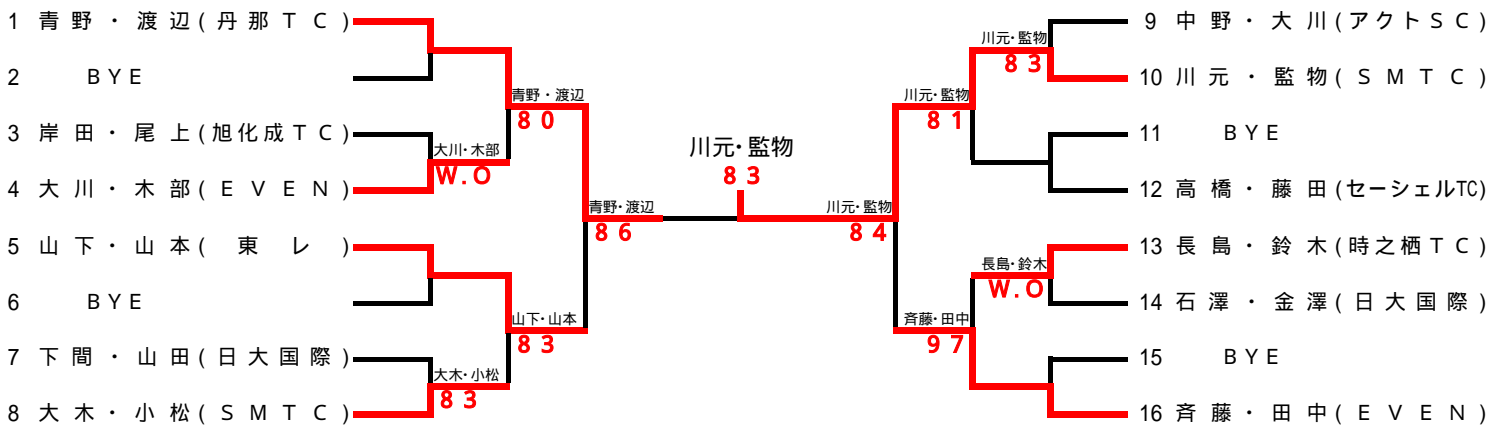 1 青 野 ・ 渡 辺 ( 丹 那 T C )
2 B Y E
3 岸 田 ・ 尾 上 ( 旭 化 成 T C )
4 大 川 ・ 木 部 ( E V E N )
5 山 下 ・ 山 本 ( 東 レ )
6 B Y E
7 下 間 ・ 山 田 ( 日 大 国 際 )
8 大 木 ・ 小 松 ( S M T C )
大川・木部
W.O
大木・小松
8 3
青野・渡辺
8 0
山下・山本
8 3
青野・渡辺
8 6
川元・監物
8 3
川元・監物
8 4
川元・監物
8 1
斉藤・田中
9 7
川元・監物
8 3
長島・鈴木
W.O
9 中 野 ・ 大 川 ( アクト S C )
10 川 元 ・ 監 物 ( S M T C )
11 B Y E
12 高 橋 ・ 藤 田 ( セーシェルTC )
13 長 島 ・ 鈴 木 ( 時 之 栖 T C )
14 石 澤 ・ 金 澤 ( 日 大 国 際 )
15 B Y E
16 斉 藤 ・ 田 中 ( E V E N )